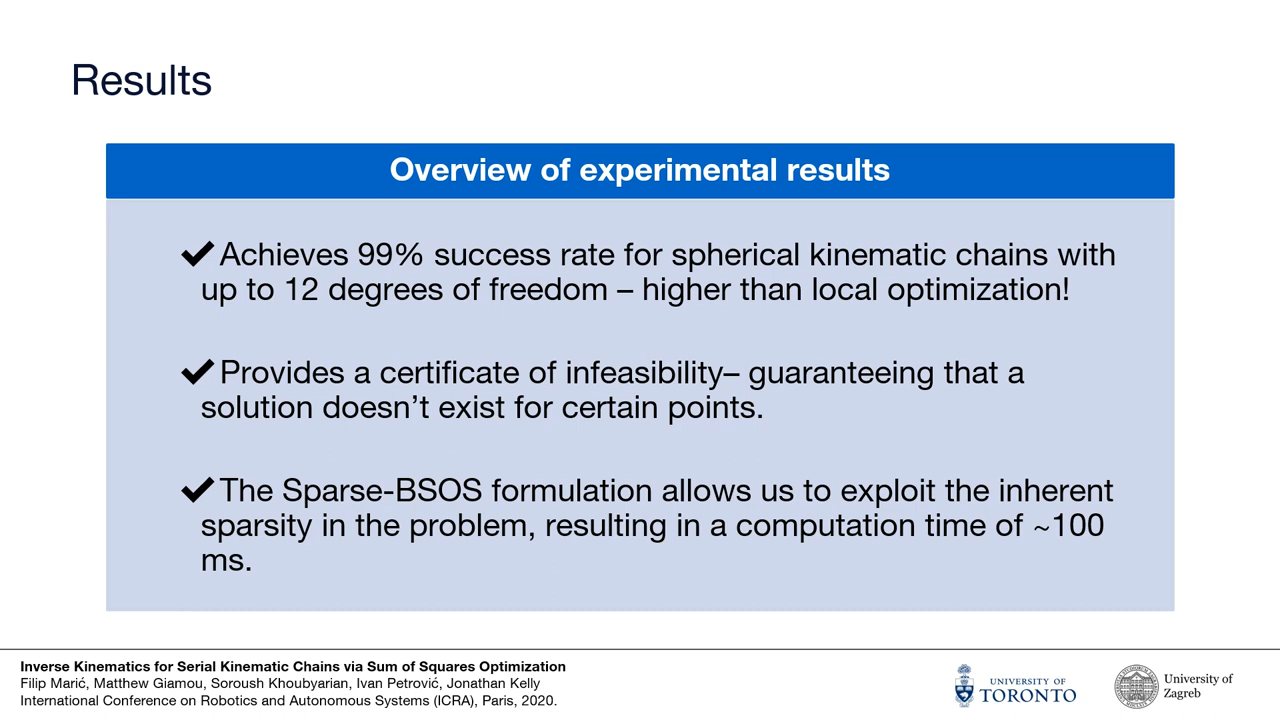 Results
Overview of experimental results
✔Achieves 99% success rate for spherical kinematic chains with
up to 12 degrees of freedom – higher than local optimization!
✔Provides a certificate of infeasibility– guaranteeing that a
solution doesn’t exist for certain points.
✔The Sparse-BSOS formulation allows us to exploit the inherent
sparsity in the problem, resulting in a computation time of ~100
ms.
Inverse Kinematics for Serial Kinematic Chains via Sum of Squares Optimization
Filip Marić, Matthew Giamou, Soroush Khoubyarian, Ivan Petrović, Jonathan Kelly
International Conference on Robotics and Autonomous Systems (ICRA), Paris, 2020.
UNIVERSITY OF
TORONTO
University of
Zagreb